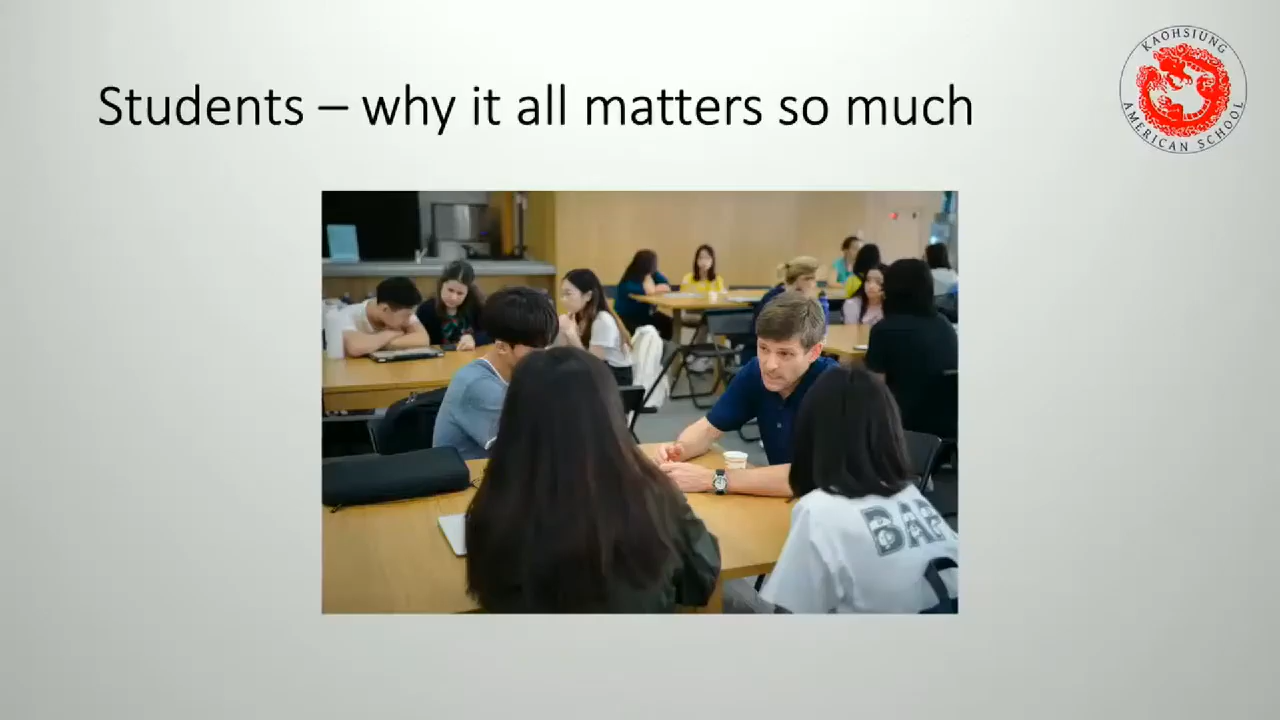 Students – why it all matters so much
KAOHSIUNG
AMERICAN SCHOOL